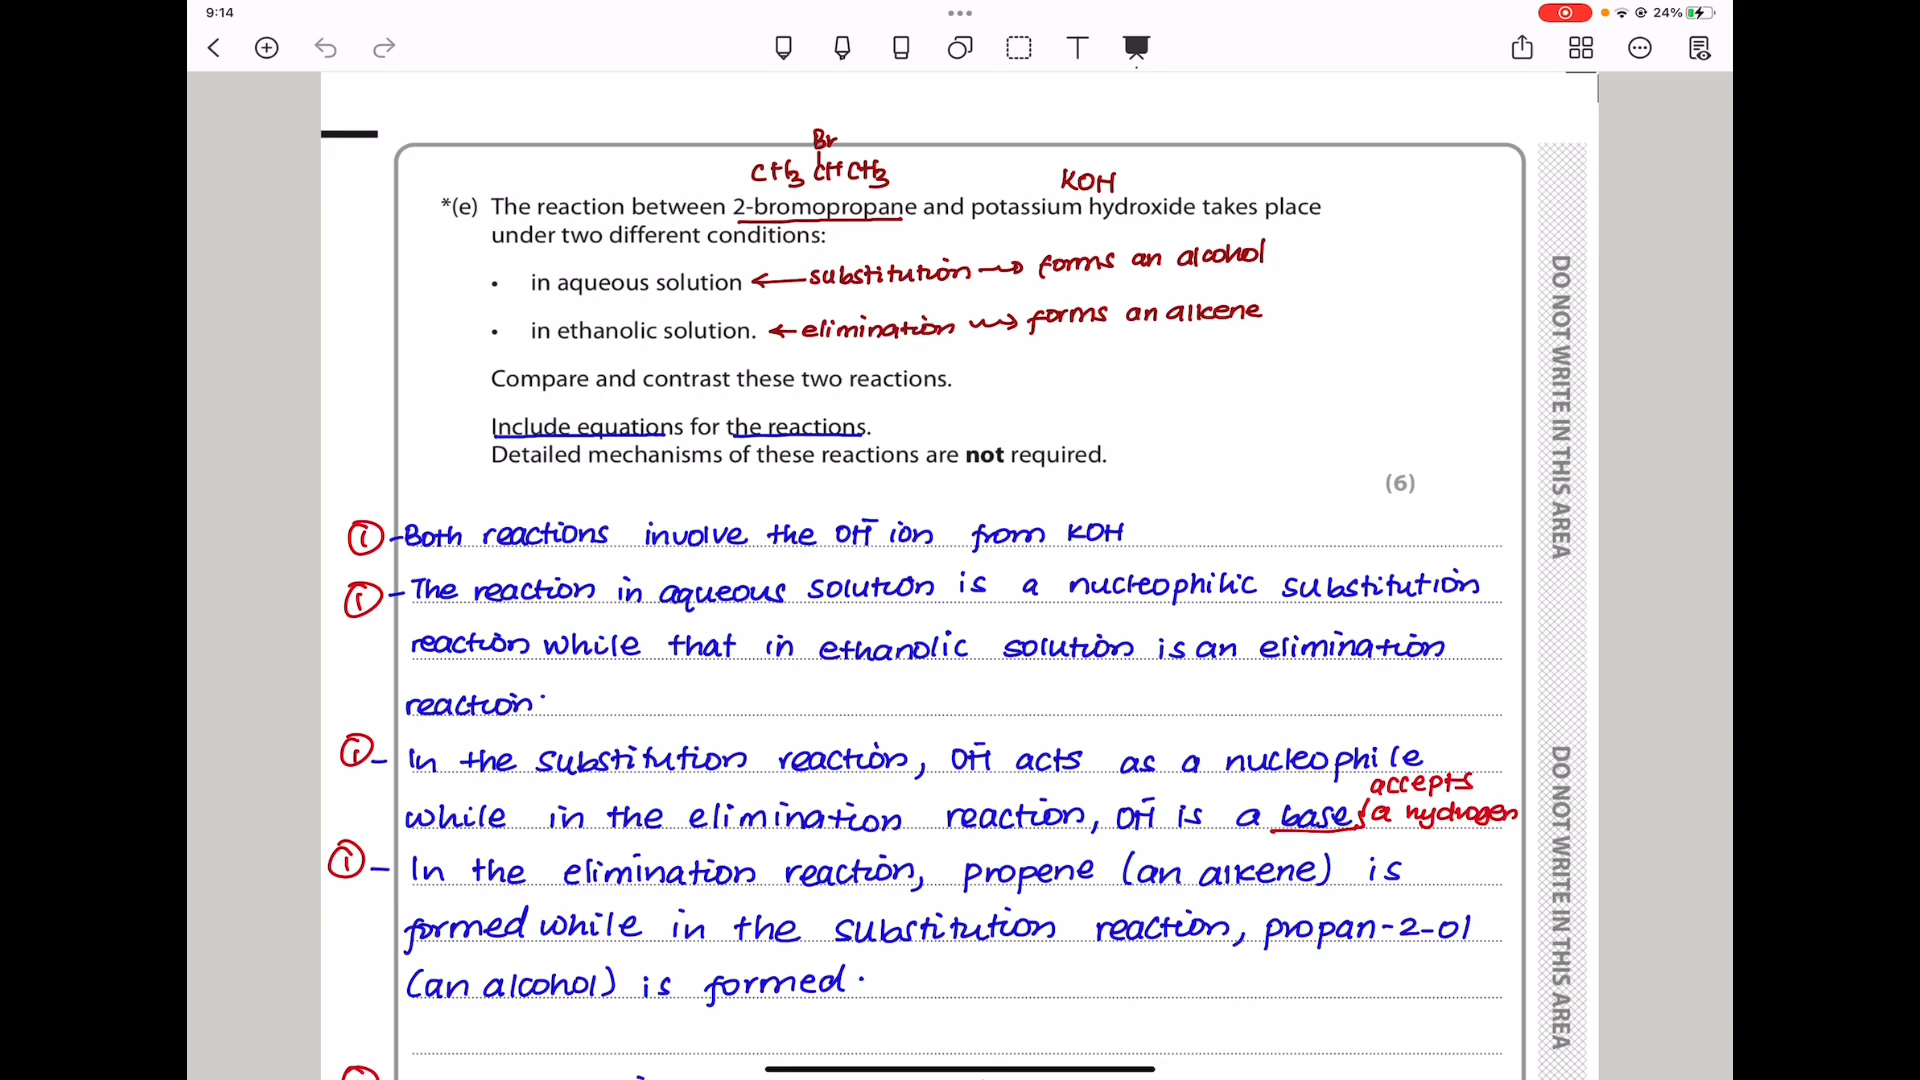 9:14
24%
Br
CH3 CHCH3
KOH
*(e) The reaction between 2-bromopropane and potassium hydroxide takes place
under two different conditions:
• in aqueous solution ← substitution → forms an alcohol
• in ethanolic solution. ← elimination → forms an alkene
Compare and contrast these two reactions.
Include equations for the reactions.
Detailed mechanisms of these reactions are not required.
(6)
① - Both reactions involve the OH⁻ ion from KOH
① - The reaction in aqueous solution is a nucleophilic substitution
reaction while that in ethanolic solution is an elimination
reaction.
① - In the substitution reaction, OH⁻ acts as a nucleophile
accepts
while in the elimination reaction, OH⁻ is a base { a hydrogen
① - In the elimination reaction, propene (an alkene) is
formed while in the substitution reaction, propan-2-ol
(an alcohol) is formed.
DO NOT WRITE IN THIS AREA
DO NOT WRITE IN THIS AREA